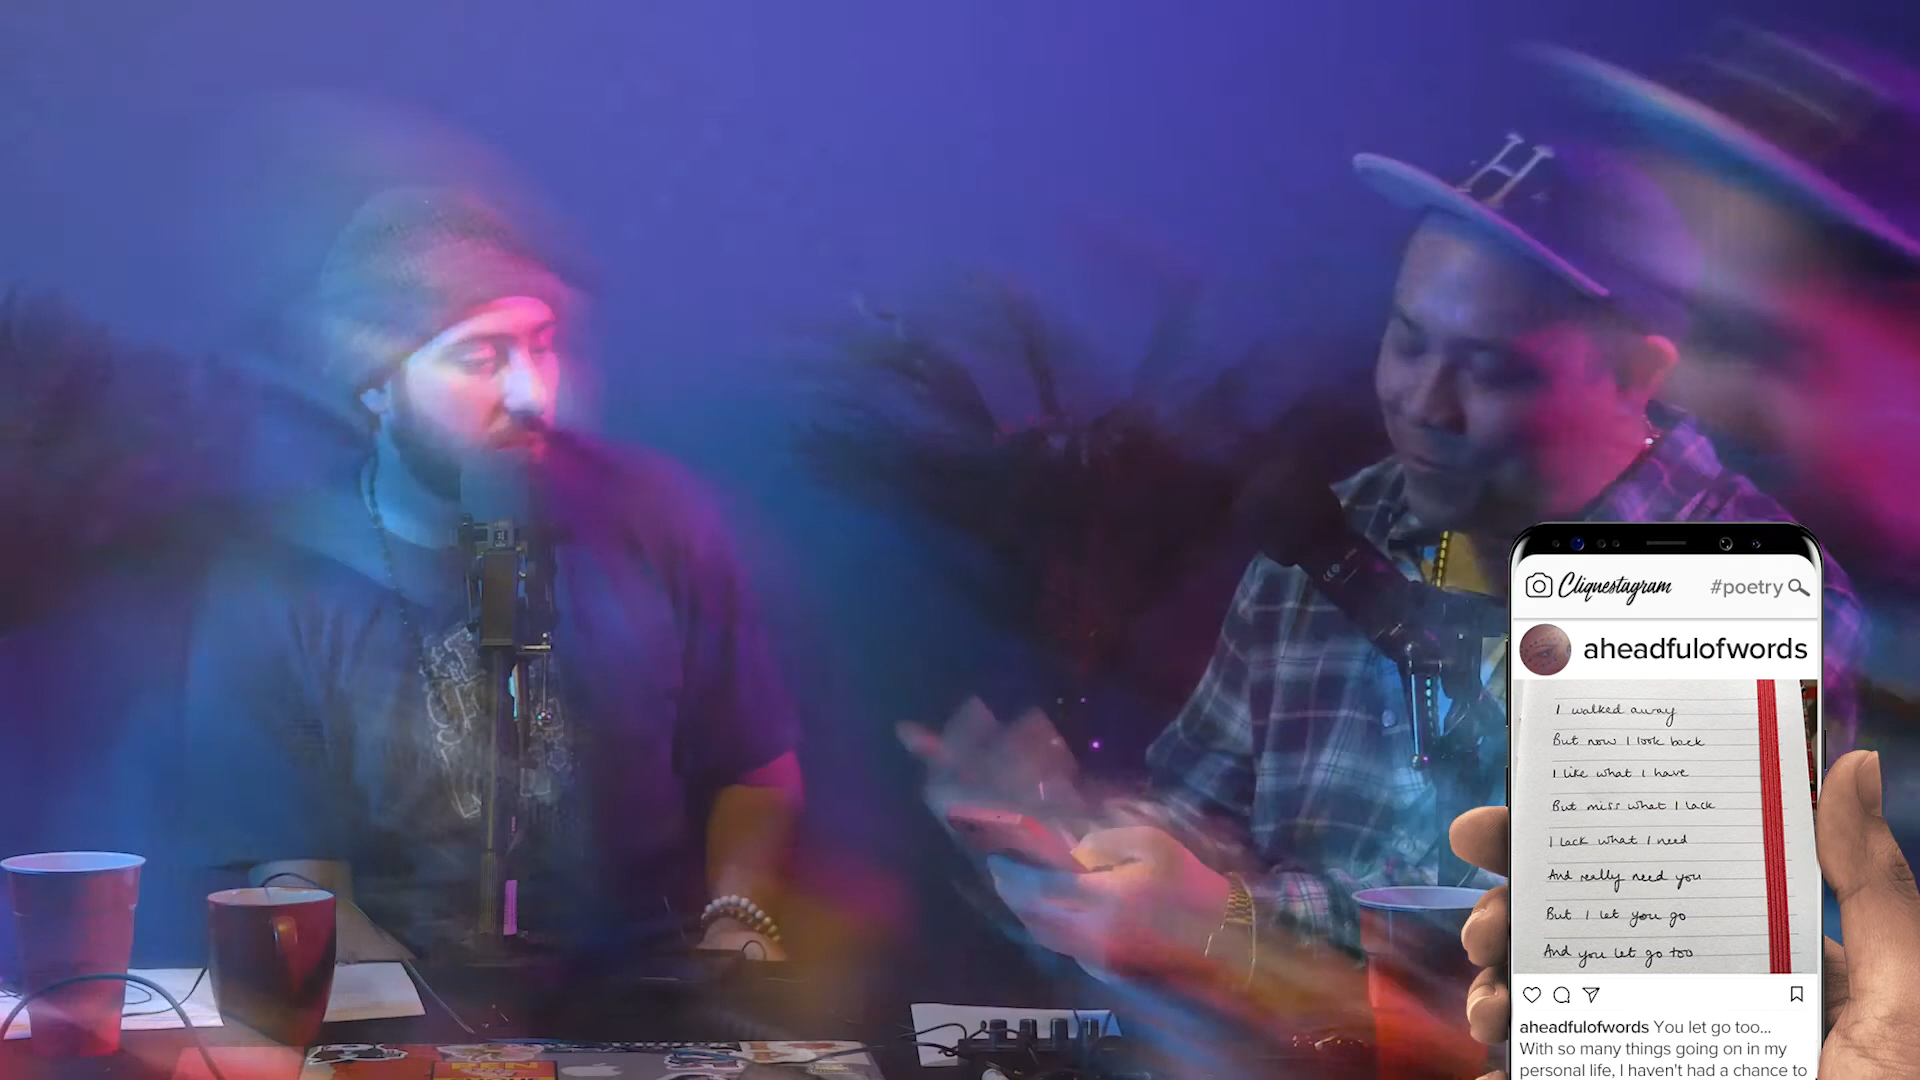 Cliquestagram
#poetry
aheadfulofwords
I walked away
But now I look back
I like what I have
But miss what I lack
I lack what I need
And really need you
But I let you go
And you let go too
aheadfulofwords You let go too...
With so many things going on in my
personal life, I haven't had a chance to